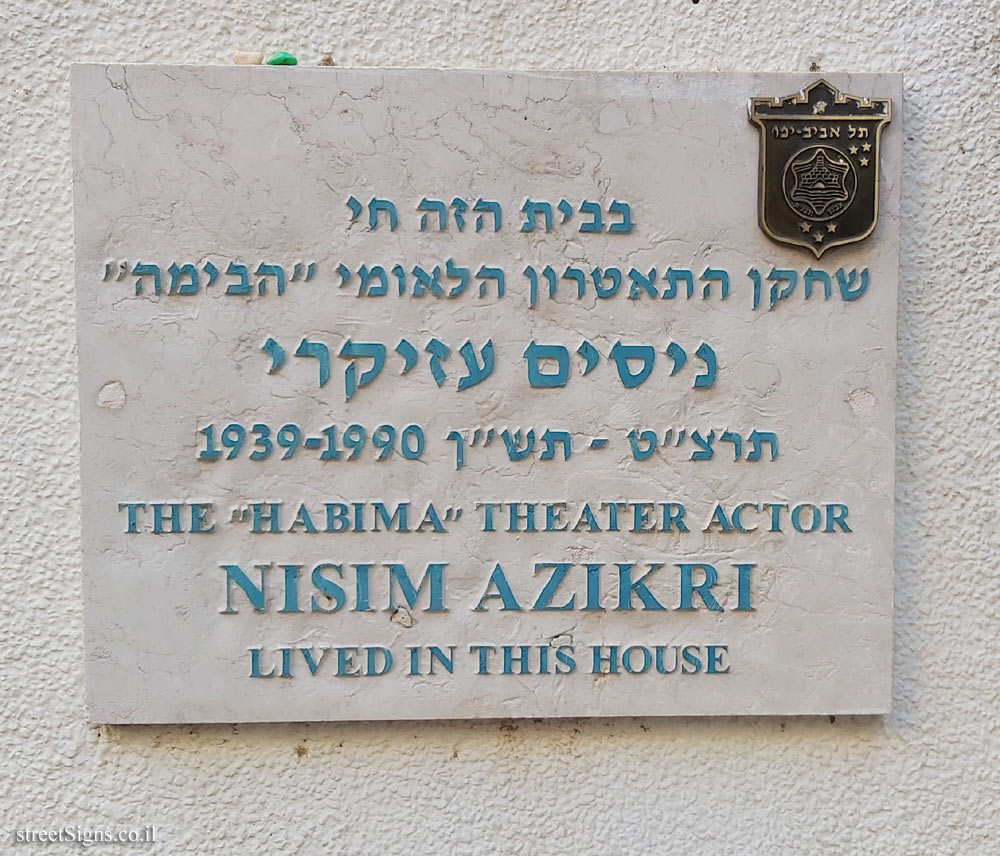 תל אביב-יפו
בבית הזה חי
שחקן התאטרון הלאומי "הבימה"
ניסים עזיקרי
תרצ"ט - תש"ן 1939-1990
THE "HABIMA" THEATER ACTOR
NISIM AZIKRI
LIVED IN THIS HOUSE
streetSigns.co.il